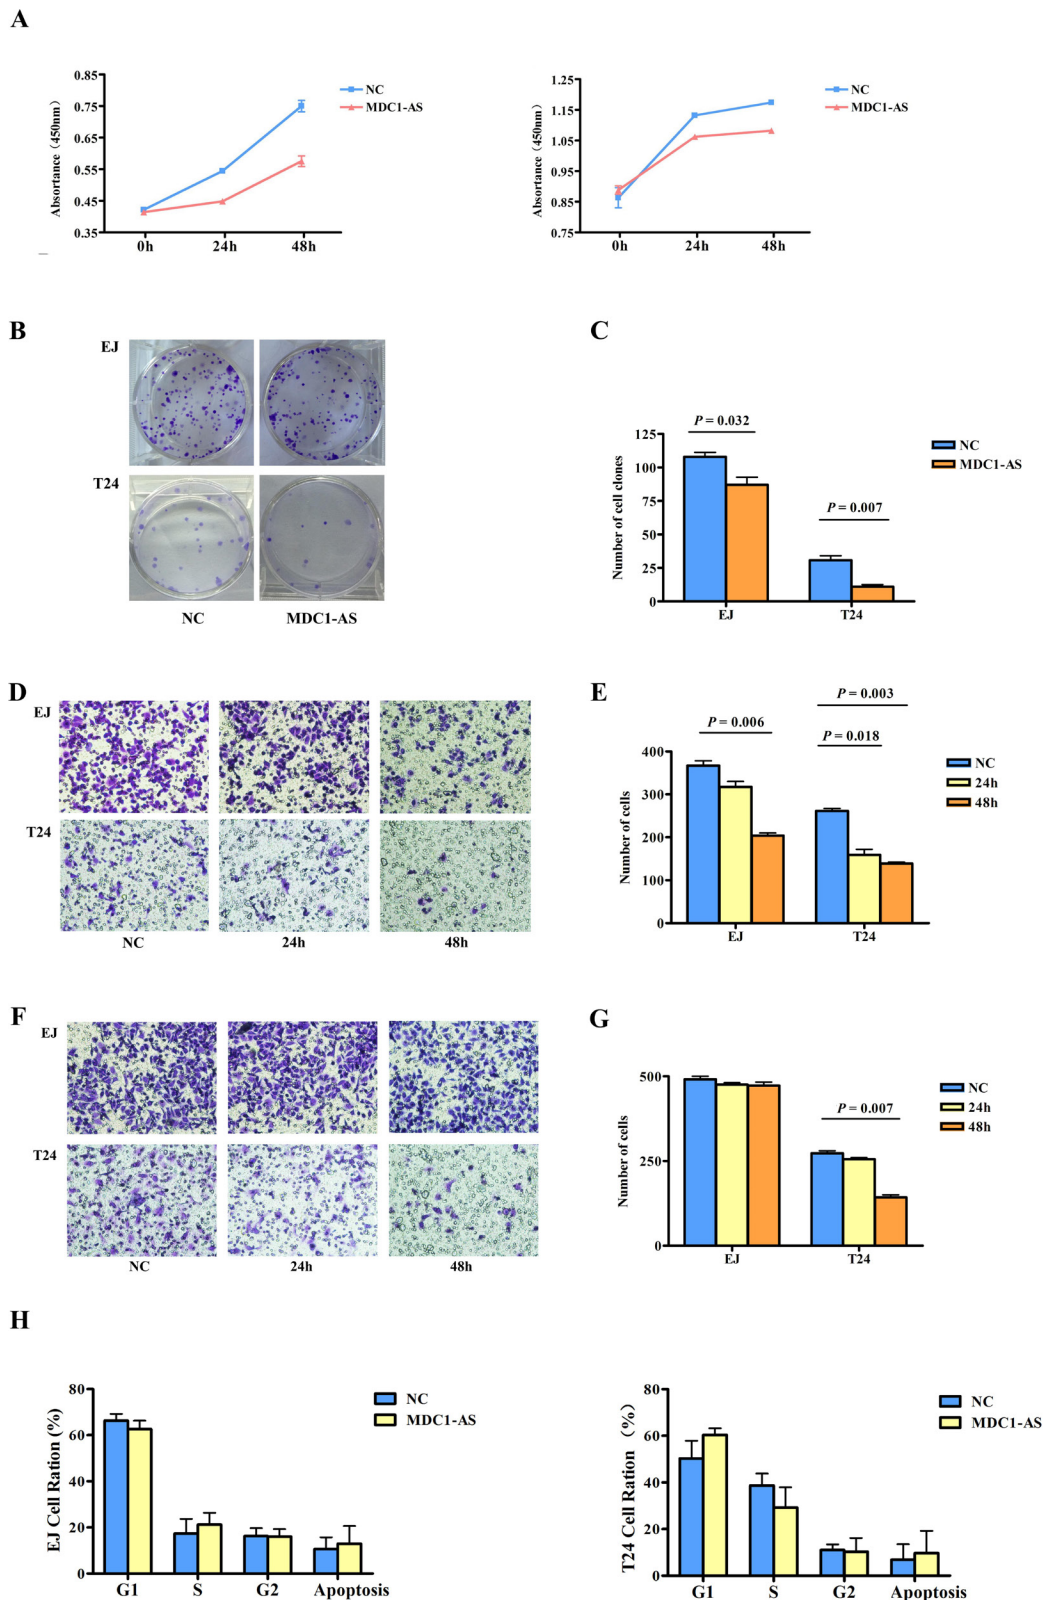 A
0.85
0.75
0.65
0.55
0.45
0.35
Absortance (450nm)
0h
24h
48h
NC
MDC1-AS
1.25
1.15
1.05
0.95
0.85
0.75
Absortance (450nm)
0h
24h
48h
NC
MDC1-AS
B
EJ
T24
NC
MDC1-AS
C
P = 0.032
P = 0.007
125
100
75
50
25
0
Number of cell clones
EJ
T24
NC
MDC1-AS
D
EJ
T24
NC
24h
48h
E
P = 0.003
P = 0.006
P = 0.018
400
300
200
100
0
Number of cells
EJ
T24
NC
24h
48h
F
EJ
T24
NC
24h
48h
G
P = 0.007
500
250
0
Number of cells
EJ
T24
NC
24h
48h
H
80
60
40
20
0
EJ Cell Ration (%)
G1
S
G2
Apoptosis
NC
MDC1-AS
80
60
40
20
0
T24 Cell Ration (%)
G1
S
G2
Apoptosis
NC
MDC1-AS